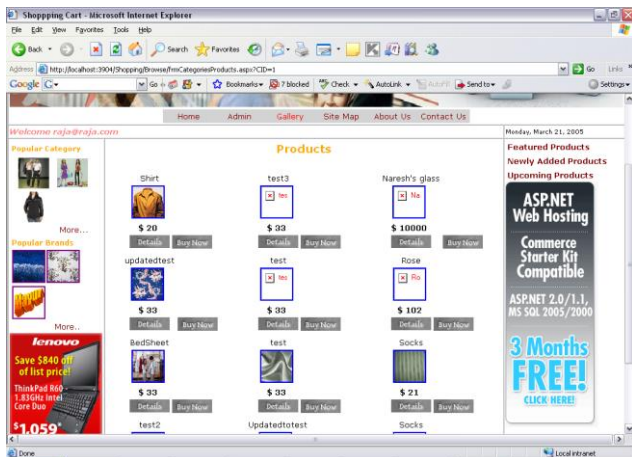 Shoppping Cart - Microsoft Internet Explorer
File Edit View Favorites Tools Help
Back Search Favorites
Address http://localhost:3904/Shopping/Browse/frmCategoriesProducts.aspx?CID=1 Go Links
Google G Go Bookmarks 7 blocked Check AutoLink AutoFill Send to Settings
Home Admin Gallery Site Map About Us Contact Us
Welcome raja@raja.com Monday, March 21, 2005
Popular Category
More...
Popular Brands
More..
lenovo
Save $840 off
of list price!
ThinkPad R60
1.83GHz Intel
Core Duo
$1,059*
Products
Shirt test3 Naresh's glass
tes Na
$ 20 $ 33 $ 10000
Details Buy Now Details Buy Now Details Buy Now
updatedtest test Rose
tes Ro
$ 33 $ 33 $ 102
Details Buy Now Details Buy Now Details Buy Now
BedSheet test Socks
$ 33 $ 33 $ 21
Details Buy Now Details Buy Now Details Buy Now
test2 Updatedtotest Socks
Featured Products
Newly Added Products
Upcoming Products
ASP.NET
Web Hosting
Commerce
Starter Kit
Compatible
ASP.NET 2.0/1.1,
MS SQL 2005/2000
3 Months
FREE!
CLICK HERE!
Done Local intranet